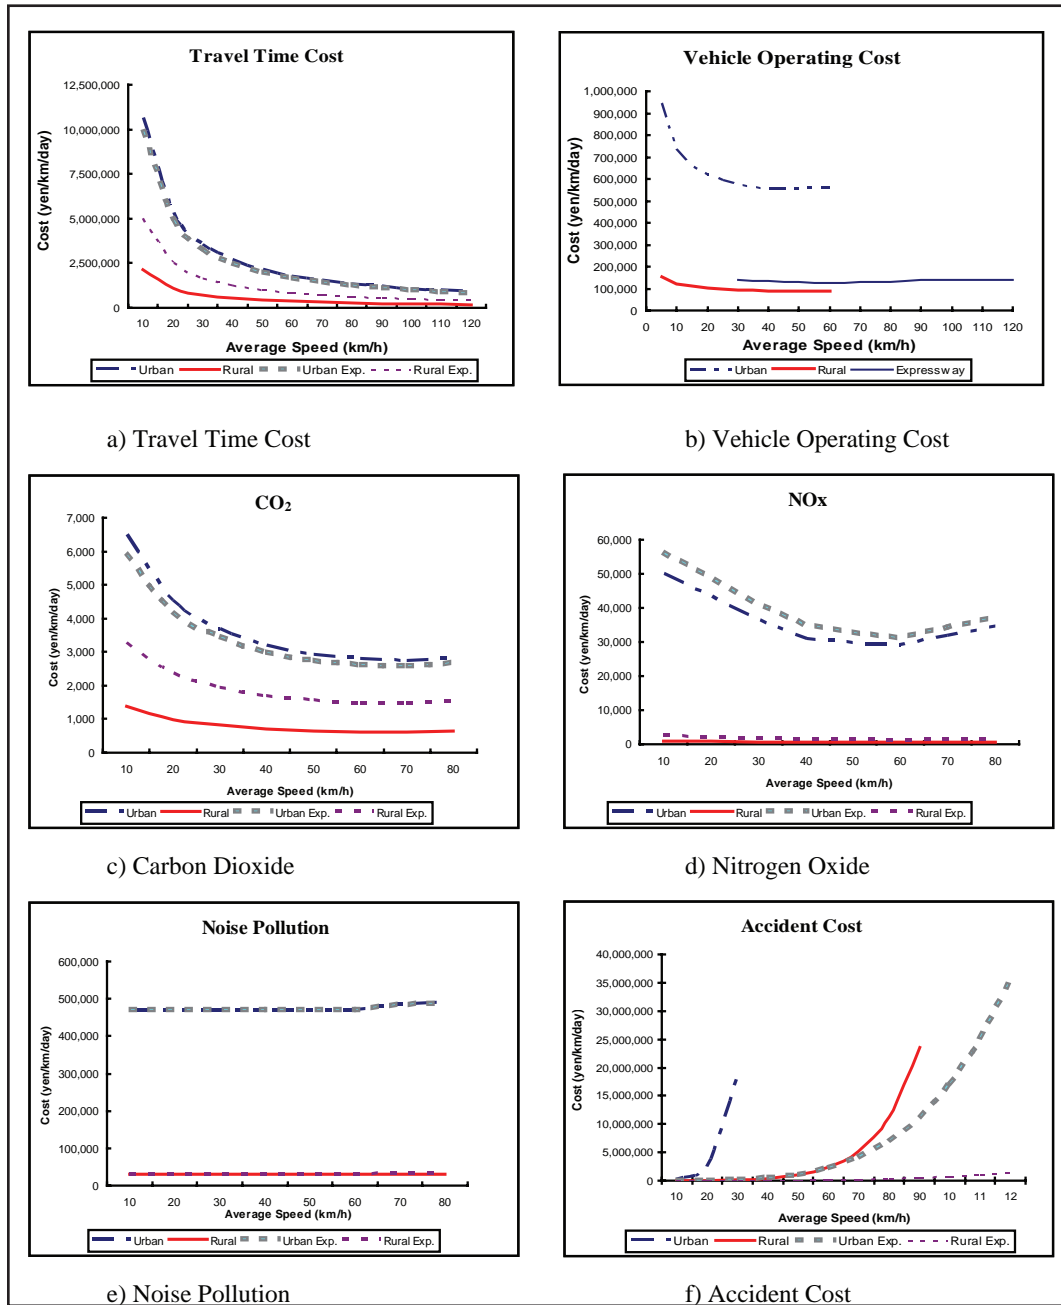 Travel Time Cost
12,500,000
10,000,000
7,500,000
5,000,000
2,500,000
0
Cost (yen/km/day)
10 20 30 40 50 60 70 80 90 100 110 120
Average Speed (km/h)
Urban Rural Urban Exp. Rural Exp.
a) Travel Time Cost
Vehicle Operating Cost
1,000,000
900,000
800,000
700,000
600,000
500,000
400,000
300,000
200,000
100,000
0
Cost (yen/km/day)
0 10 20 30 40 50 60 70 80 90 100 110 120
Average Speed (km/h)
Urban Rural Expressway
b) Vehicle Operating Cost
CO₂
7,000
6,000
5,000
4,000
3,000
2,000
1,000
0
Cost (yen/km/day)
10 20 30 40 50 60 70 80
Average Speed (km/h)
Urban Rural Urban Exp. Rural Exp.
c) Carbon Dioxide
NOx
60,000
50,000
40,000
30,000
20,000
10,000
0
Cost (yen/km/day)
10 20 30 40 50 60 70 80
Average Speed (km/h)
Urban Rural Urban Exp. Rural Exp.
d) Nitrogen Oxide
Noise Pollution
600,000
500,000
400,000
300,000
200,000
100,000
0
Cost (yen/km/day)
10 20 30 40 50 60 70 80
Average Speed (km/h)
Urban Rural Urban Exp. Rural Exp.
e) Noise Pollution
Accident Cost
40,000,000
35,000,000
30,000,000
25,000,000
20,000,000
15,000,000
10,000,000
5,000,000
0
Cost (yen/km/day)
10 20 30 40 50 60 70 80 90 10 11 12
Average Speed (km/h)
Urban Rural Urban Exp. Rural Exp.
f) Accident Cost